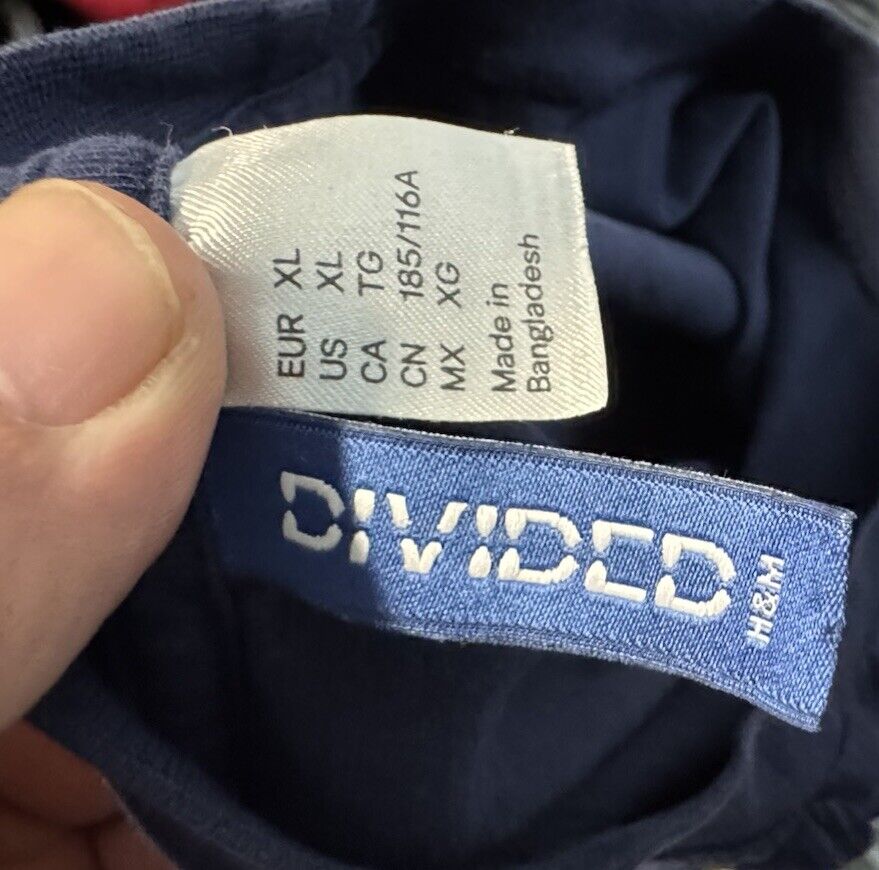 EUR XL
US XL
CA TG
CN 185/116A
MX XG
Made in
Bangladesh
DIVIDED
H&M